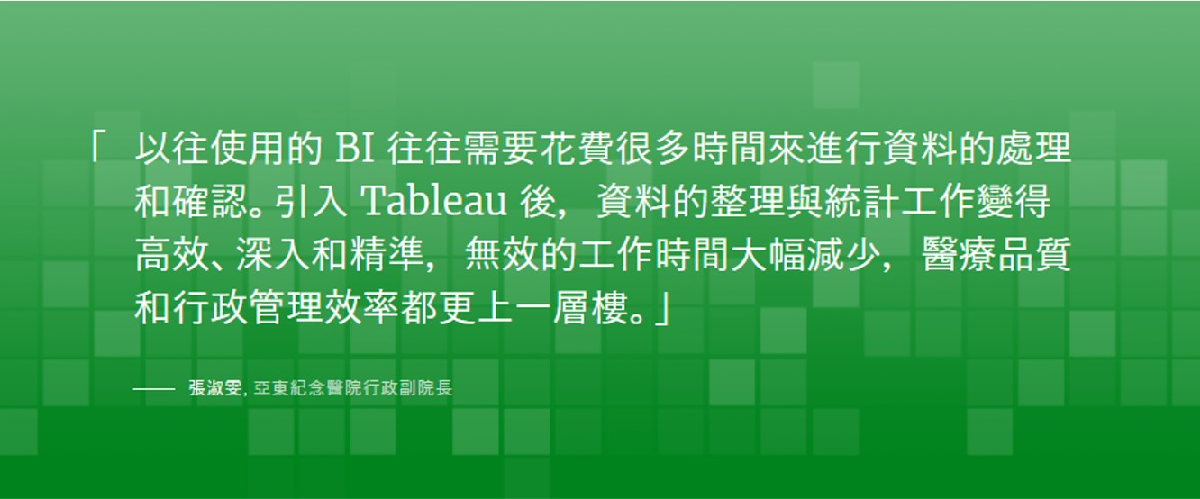 「以往使用的 BI 往往需要花費很多時間來進行資料的處理
和確認。引入 Tableau 後，資料的整理與統計工作變得
高效、深入和精準，無效的工作時間大幅減少，醫療品質
和行政管理效率都更上一層樓。」
—— 張淑雯, 亞東紀念醫院行政副院長